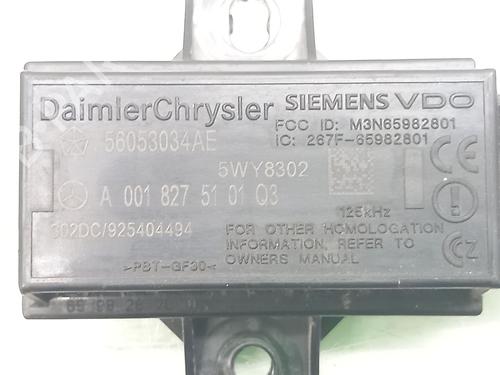 DaimlerChrysler SIEMENS VDO
FCC ID: M3N65982801
IC: 267F-65982801
56053034AE
5WY8302
A 001 827 51 01 Q3
125kHz
302DC/925404494
FOR OTHER HOMOLOGATION
INFORMATION, REFER TO
OWNERS MANUAL
>PBT-GF30<